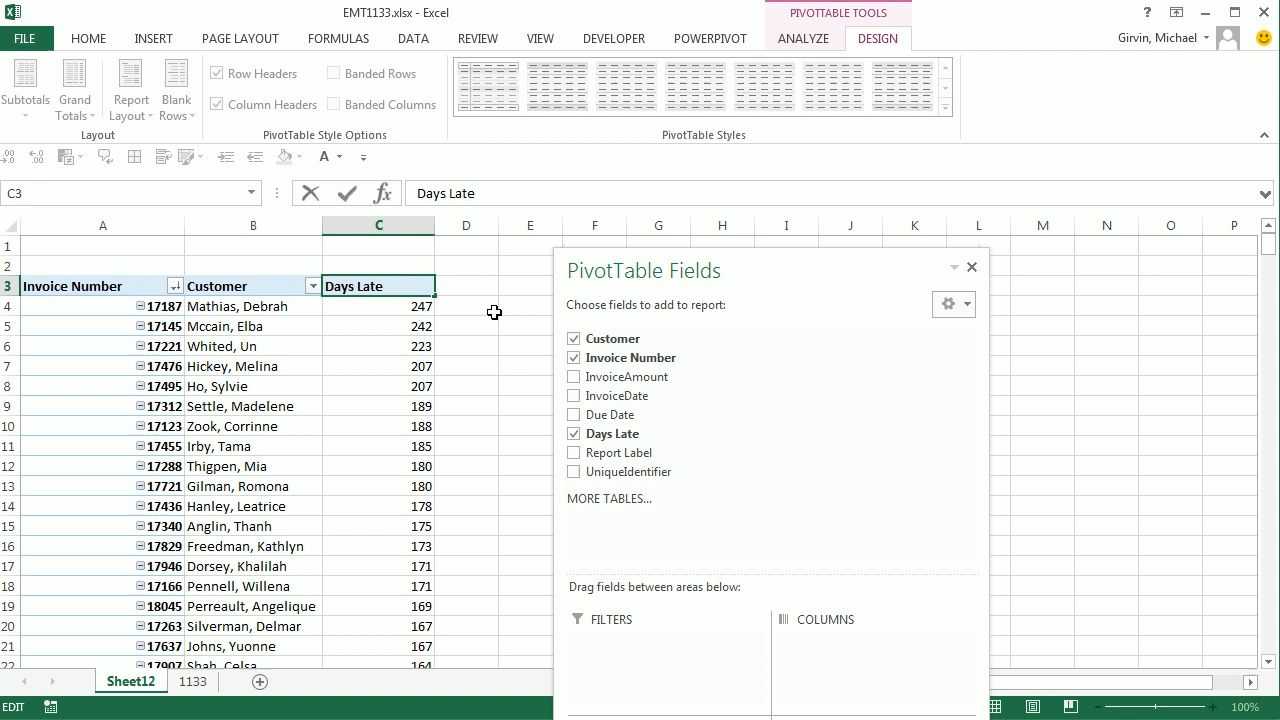 EMT1133.xlsx - Excel
PIVOTTABLE TOOLS
?
FILE HOME INSERT PAGE LAYOUT FORMULAS DATA REVIEW VIEW DEVELOPER POWERPIVOT ANALYZE DESIGN Girvin, Michael
Subtotals
Grand Totals
Report Layout
Blank Rows
Layout
Row Headers
Column Headers
Banded Rows
Banded Columns
PivotTable Style Options
PivotTable Styles
C3 fx Days Late
A B C D E F G H I J K L M N O P
1
2
3 Invoice Number Customer Days Late
4 17187 Mathias, Debrah 247
5 17145 Mccain, Elba 242
6 17221 Whited, Un 223
7 17476 Hickey, Melina 207
8 17495 Ho, Sylvie 207
9 17312 Settle, Madelene 189
10 17123 Zook, Corrinne 188
11 17455 Irby, Tama 185
12 17288 Thigpen, Mia 180
13 17721 Gilman, Romona 180
14 17436 Hanley, Leatrice 178
15 17340 Anglin, Thanh 175
16 17829 Freedman, Kathlyn 173
17 17946 Dorsey, Khalilah 171
18 17166 Pennell, Willena 171
19 18045 Perreault, Angelique 169
20 17263 Silverman, Delmar 167
21 17637 Johns, Yvonne 167
22 17907 Shah, Celsa 164
PivotTable Fields
Choose fields to add to report:
Customer
Invoice Number
InvoiceAmount
InvoiceDate
Due Date
Days Late
Report Label
UniqueIdentifier
MORE TABLES...
Drag fields between areas below:
FILTERS
COLUMNS
Sheet12 1133
EDIT
100%